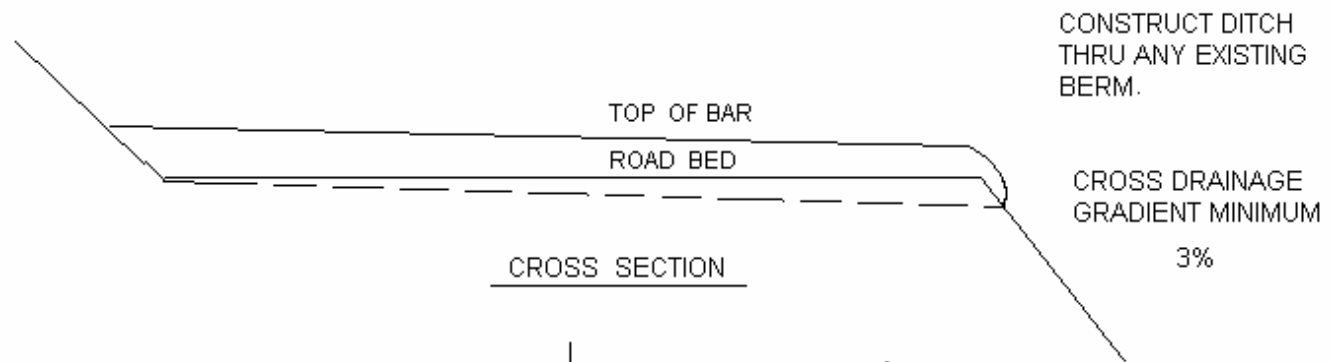 CONSTRUCT DITCH
THRU ANY EXISTING
BERM.
TOP OF BAR
ROAD BED
CROSS DRAINAGE
GRADIENT MINIMUM
3%
CROSS SECTION